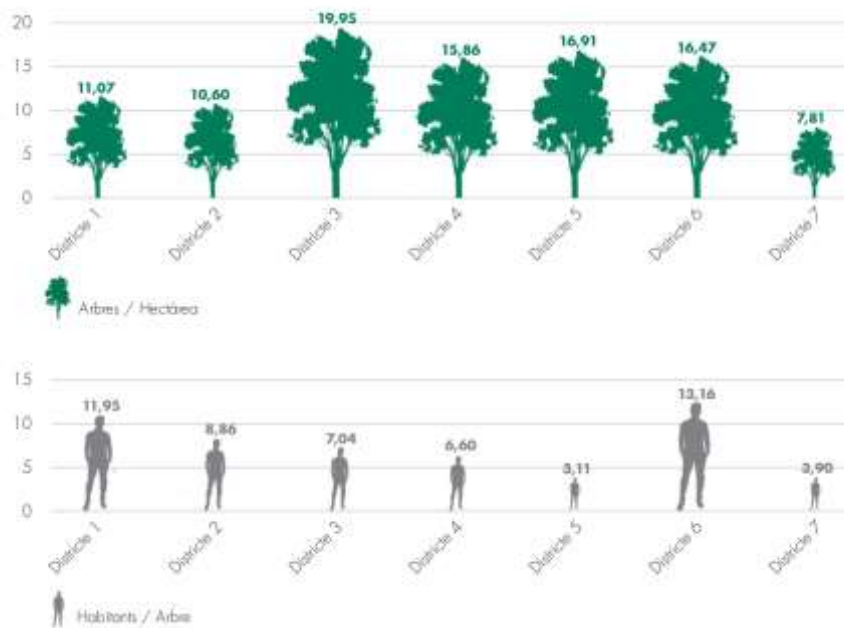 20
15
10
5
0
11,07
10,60
19,95
15,86
16,91
16,47
7,81
Districte 1
Districte 2
Districte 3
Districte 4
Districte 5
Districte 6
Districte 7
Arbres / Hectàrea
15
10
5
0
11,95
8,86
7,04
6,60
3,11
13,16
3,90
Districte 1
Districte 2
Districte 3
Districte 4
Districte 5
Districte 6
Districte 7
Habitants / Arbre